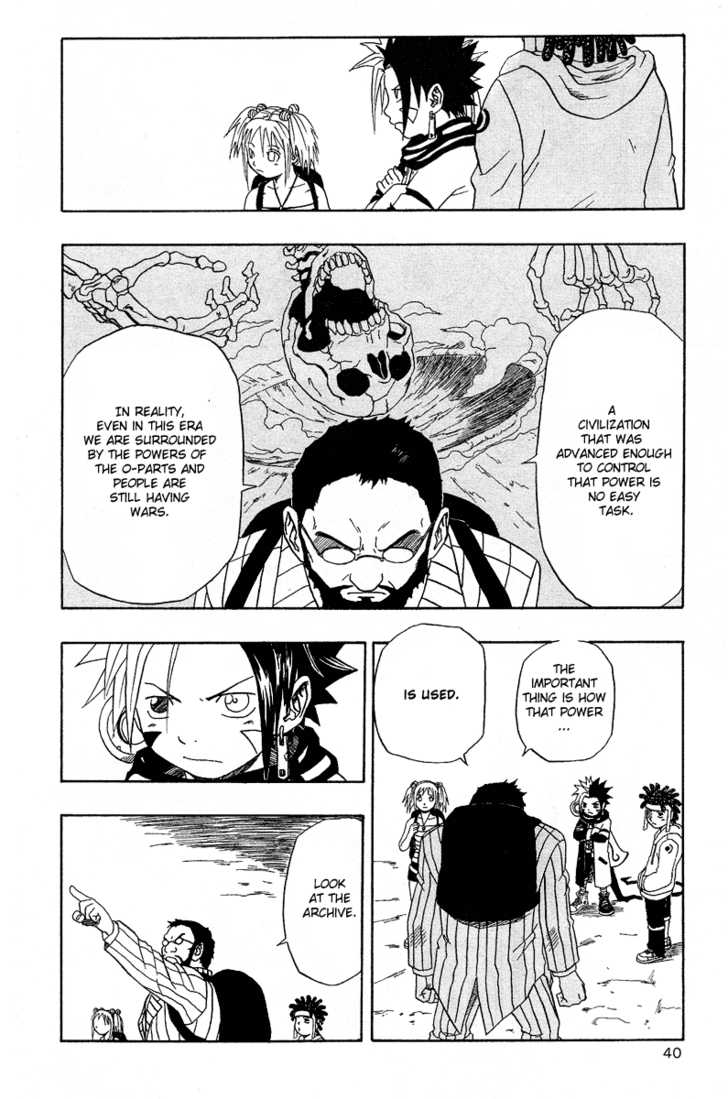 A
CIVILIZATION
THAT WAS
ADVANCED ENOUGH
TO CONTROL
THAT POWER IS
NO EASY
TASK.
IN REALITY,
EVEN IN THIS ERA
WE ARE SURROUNDED
BY THE POWERS OF
THE O-PARTS AND
PEOPLE ARE
STILL HAVING
WARS.
THE
IMPORTANT
THING IS HOW
THAT POWER
...
IS USED.
LOOK
AT THE
ARCHIVE.
40